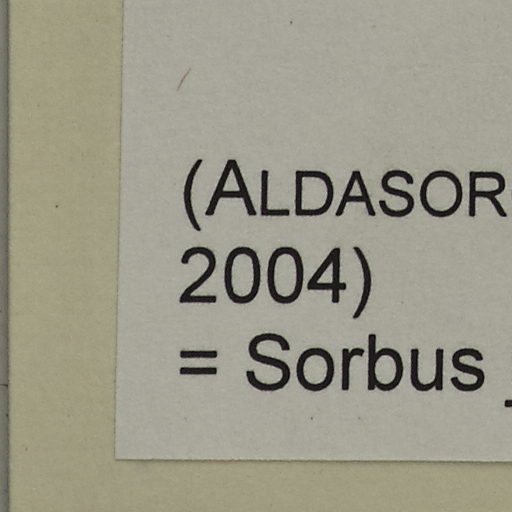 (ALDASOR
2004)
= Sorbus